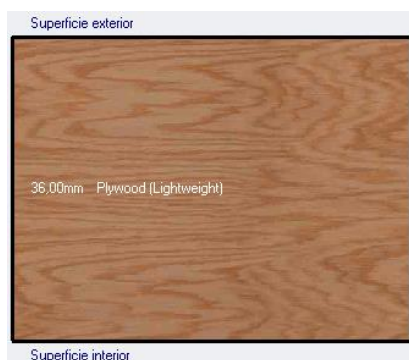 Superficie exterior
36,00mm Plywood (Lightweight)
Superficie interior